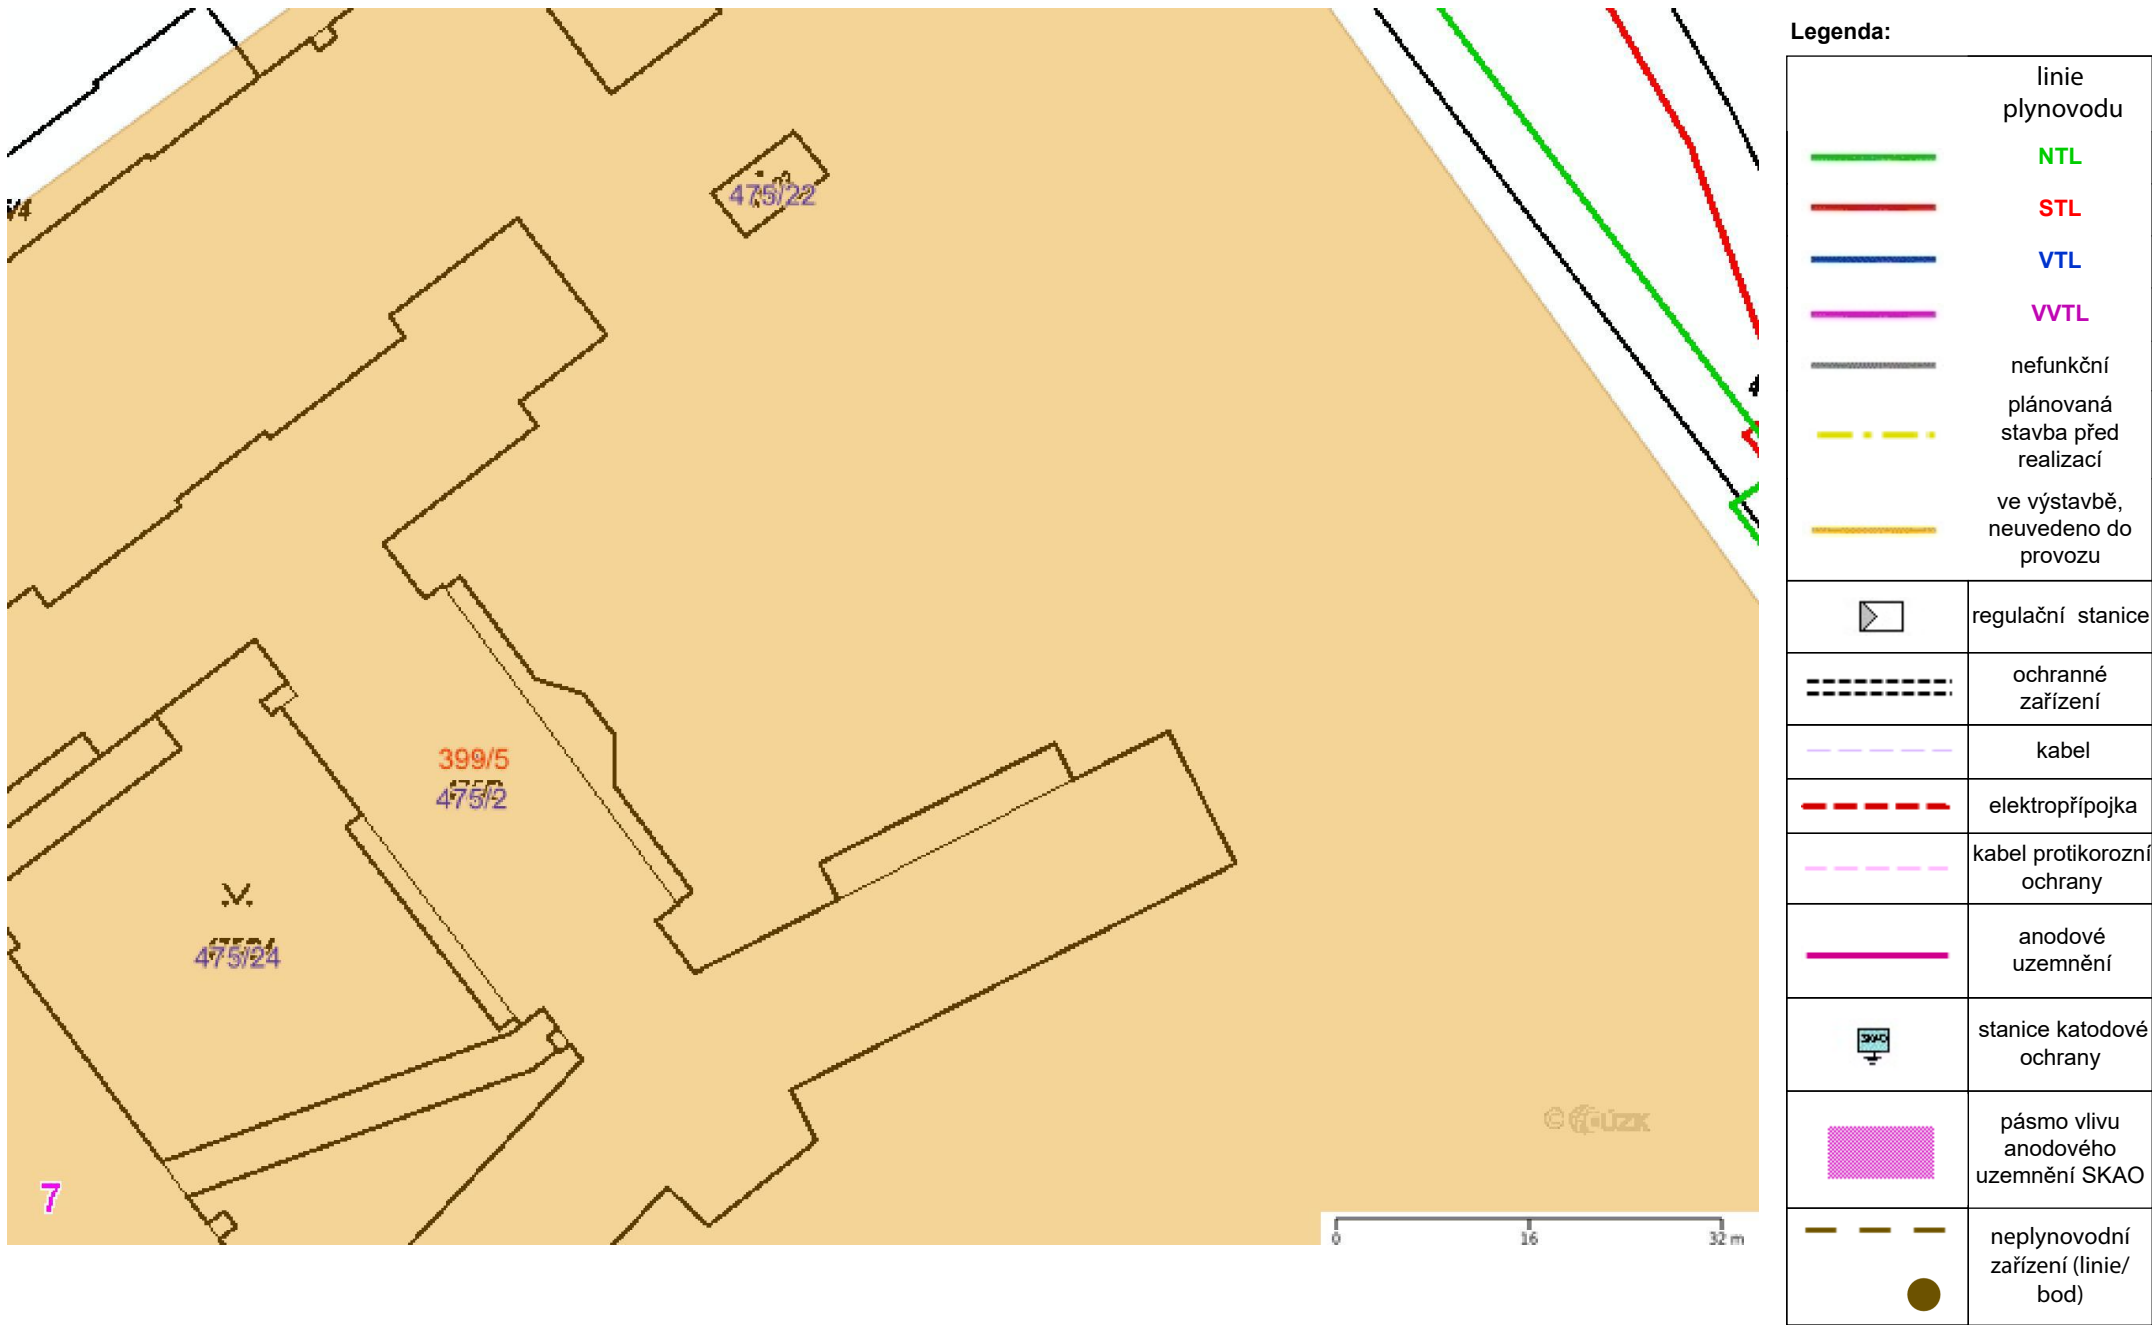 Legenda:
linie
plynovodu
NTL
STL
VTL
VVTL
nefunkční
plánovaná
stavba před
realizací
ve výstavbě,
neuvedeno do
provozu
regulační stanice
ochranné
zařízení
kabel
elektropřípojka
kabel protikorozní
ochrany
anodové
uzemnění
SKAO
stanice katodové
ochrany
pásmo vlivu
anodového
uzemnění SKAO
neplynovodní
zařízení (linie/
bod)
475/22
399/5
475/2
475/24
7
© ČÚZK
0 16 32 m